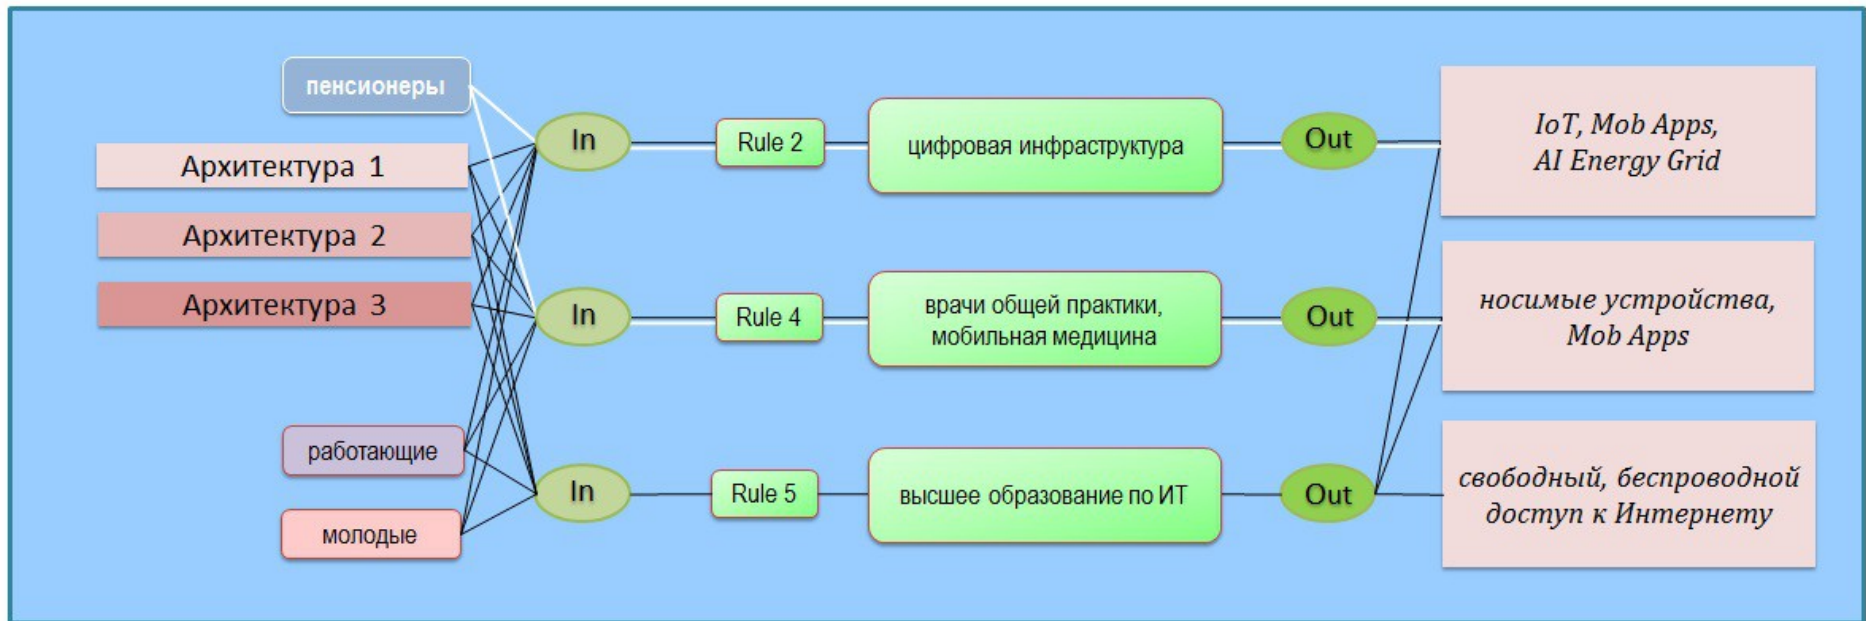 пенсионеры
Архитектура 1
Архитектура 2
Архитектура 3
работающие
молодые
In
Rule 2
цифровая инфраструктура
Out
IoT, Mob Apps,
AI Energy Grid
In
Rule 4
врачи общей практики,
мобильная медицина
Out
носимые устройства,
Mob Apps
In
Rule 5
высшее образование по ИТ
Out
свободный, беспроводной
доступ к Интернету